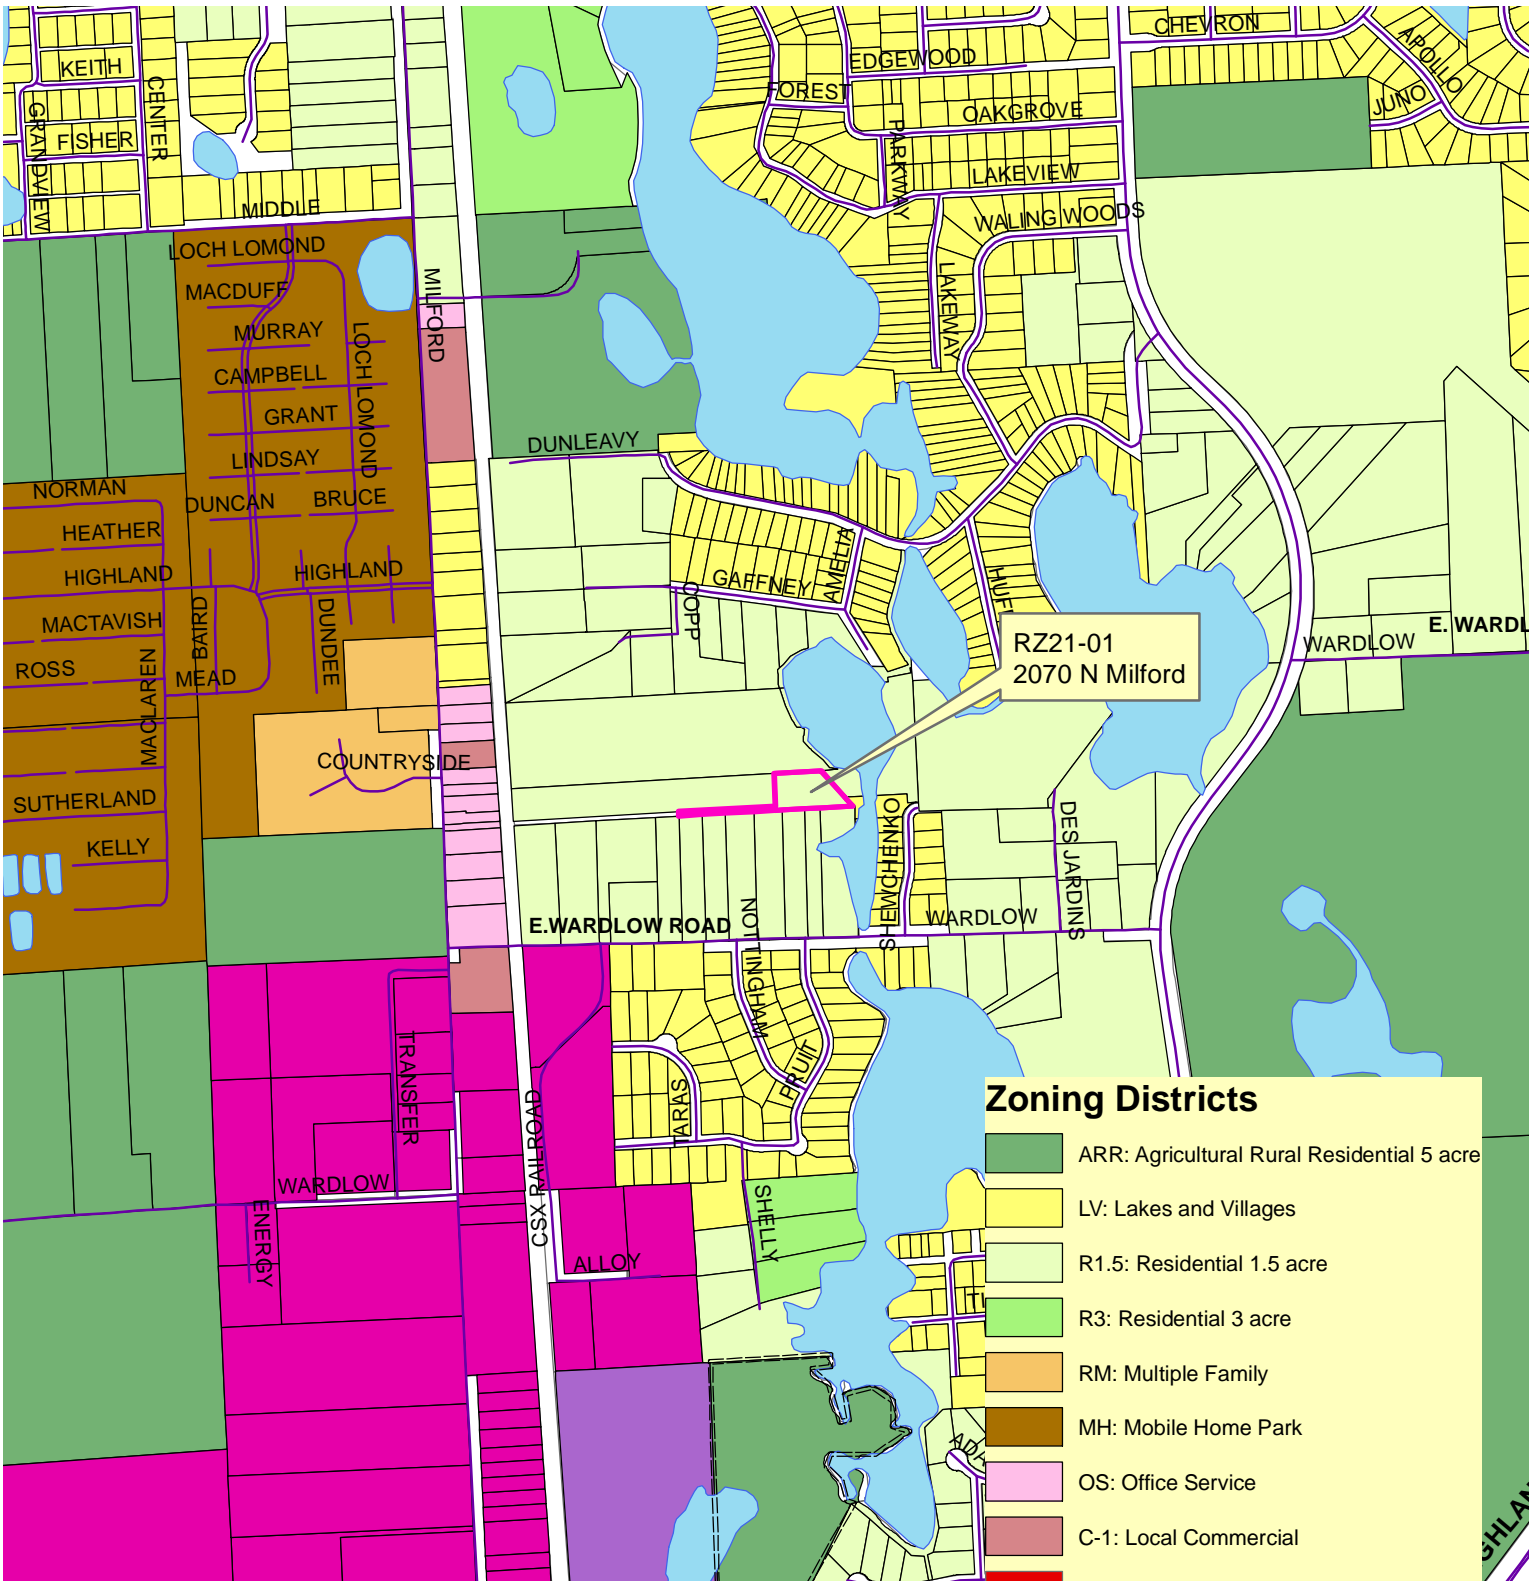 CHEVRON
APOLLO
EDGEWOOD
KEITH
CENTER
FOREST
JUNO
GRANDVIEW
OAKGROVE
PARKWAY
FISHER
LAKEVIEW
MIDDLE
WALING WOODS
LOCH LOMOND
MILFORD
LAKEWAY
MACDUFF
MURRAY
LOCH LOMOND
CAMPBELL
GRANT
DUNLEAVY
LINDSAY
NORMAN
DUNCAN
BRUCE
HEATHER
AMELIA
HIGHLAND
HIGHLAND
GAFFNEY
COPP
BAIRD
DUNDEE
MACTAVISH
E. WARDL
WARDLOW
RZ21-01
2070 N Milford
ROSS
MEAD
MACLAREN
COUNTRYSIDE
SUTHERLAND
SHEWCHENKO
DES JARDINS
KELLY
E.WARDLOW ROAD
NOTTINGHAM
WARDLOW
TRANSFER
PRUIT
TARAS
CSX RAILROAD
WARDLOW
SHELLY
ENERGY
ALLOY
Zoning Districts
ARR: Agricultural Rural Residential 5 acre
LV: Lakes and Villages
R1.5: Residential 1.5 acre
R3: Residential 3 acre
RM: Multiple Family
MH: Mobile Home Park
OS: Office Service
C-1: Local Commercial